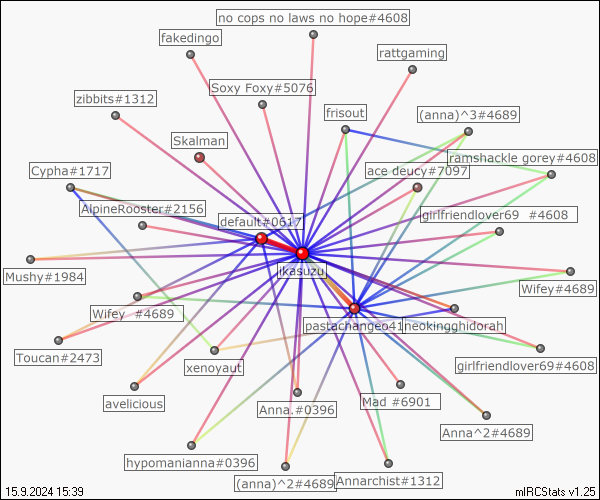 no cops no laws no hope#4608
fakedingo
rattgaming
Soxy Foxy#5076
zibbits#1312
frisout
(anna)^3#4689
Skalman
ramshackle gorey#4608
Cypha#1717
ace deucy#7097
AlpineRooster#2156
default#0617
girlfriendlover69 #4608
ikasuzu
Mushy#1984
Wifey#4689
Wifey #4689
pastachangeo41
neokingghidorah
Toucan#2473
xenoyaut
girlfriendlover69#4608
avelicious
Anna.#0396
Mad #6901
Anna^2#4689
hypomanianna#0396
(anna)^2#4689
Annarchist#1312
15.9.2024 15:39
mIRCStats v1.25